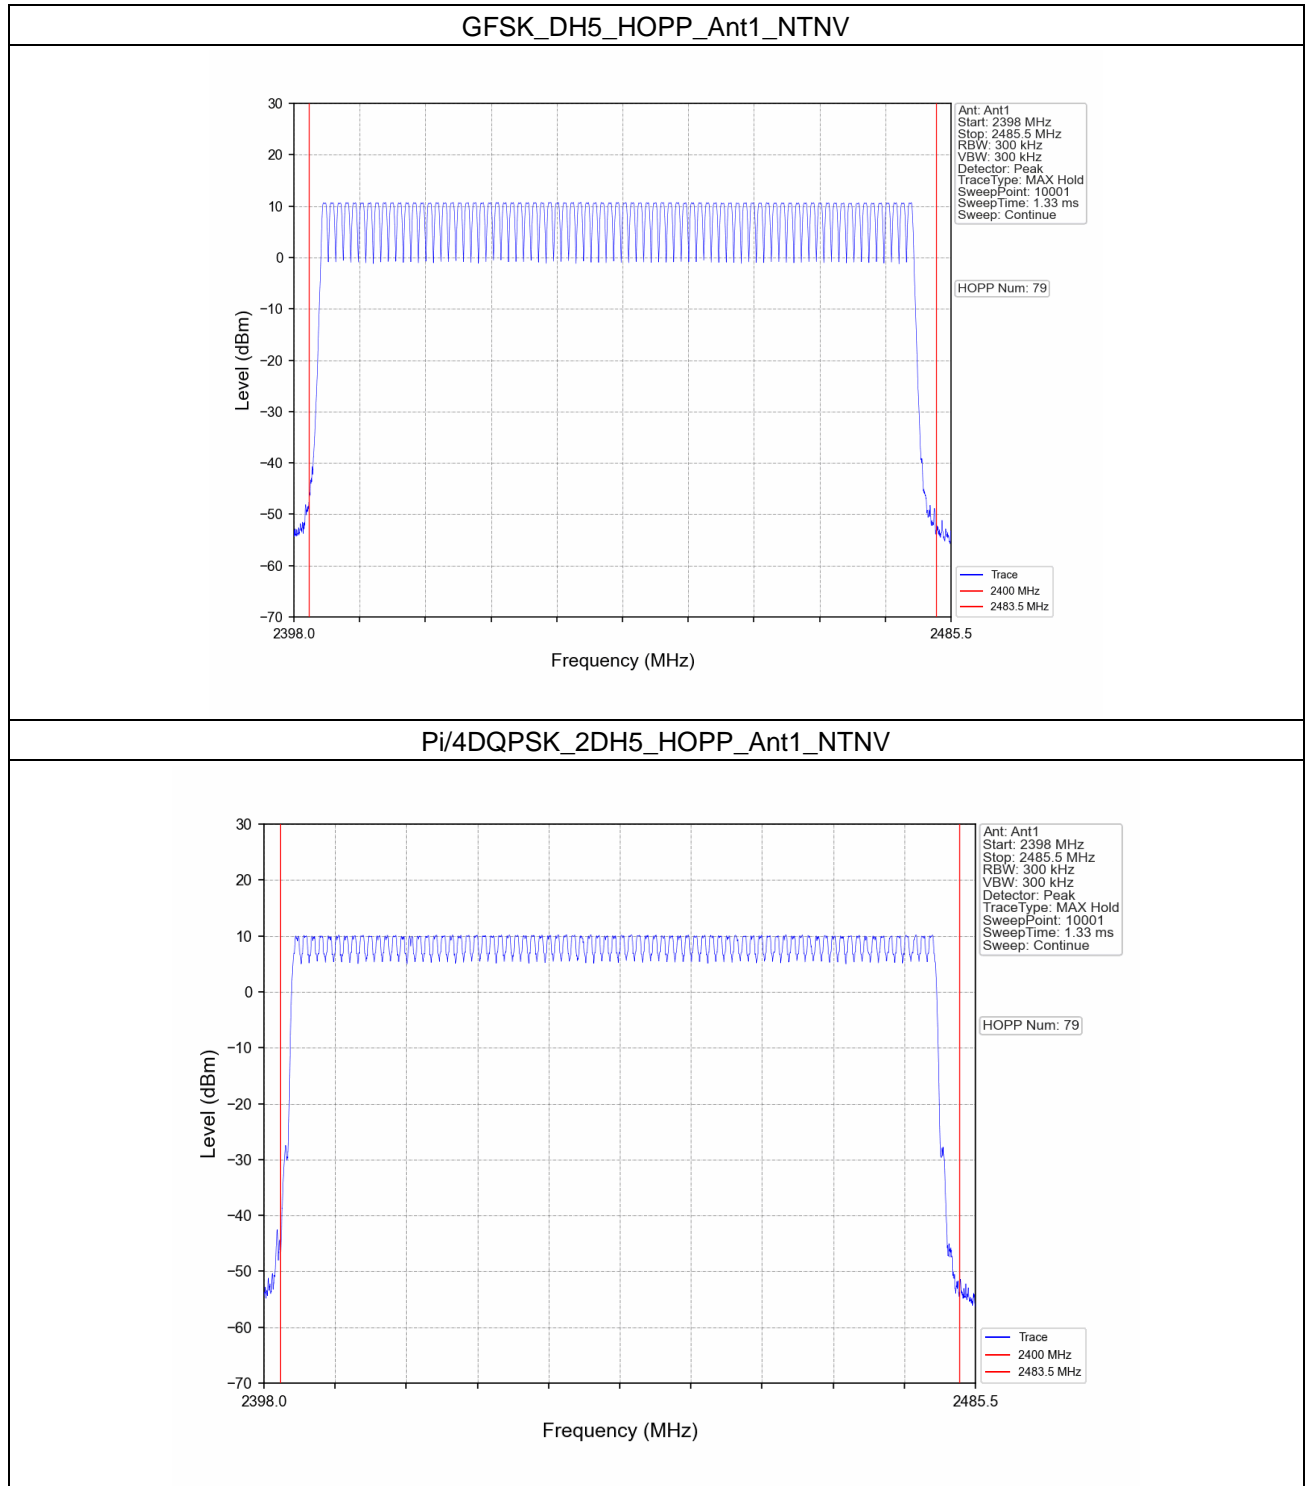 GFSK_DH5_HOPP_Ant1_NTNV
30
20
10
0
−10
−20
−30
−40
−50
−60
−70
Level (dBm)
2398.0
2485.5
Frequency (MHz)
Ant: Ant1
Start: 2398 MHz
Stop: 2485.5 MHz
RBW: 300 kHz
VBW: 300 kHz
Detector: Peak
TraceType: MAX Hold
SweepPoint: 10001
SweepTime: 1.33 ms
Sweep: Continue
HOPP Num: 79
Trace
2400 MHz
2483.5 MHz
Pi/4DQPSK_2DH5_HOPP_Ant1_NTNV
30
20
10
0
−10
−20
−30
−40
−50
−60
−70
Level (dBm)
2398.0
2485.5
Frequency (MHz)
Ant: Ant1
Start: 2398 MHz
Stop: 2485.5 MHz
RBW: 300 kHz
VBW: 300 kHz
Detector: Peak
TraceType: MAX Hold
SweepPoint: 10001
SweepTime: 1.33 ms
Sweep: Continue
HOPP Num: 79
Trace
2400 MHz
2483.5 MHz